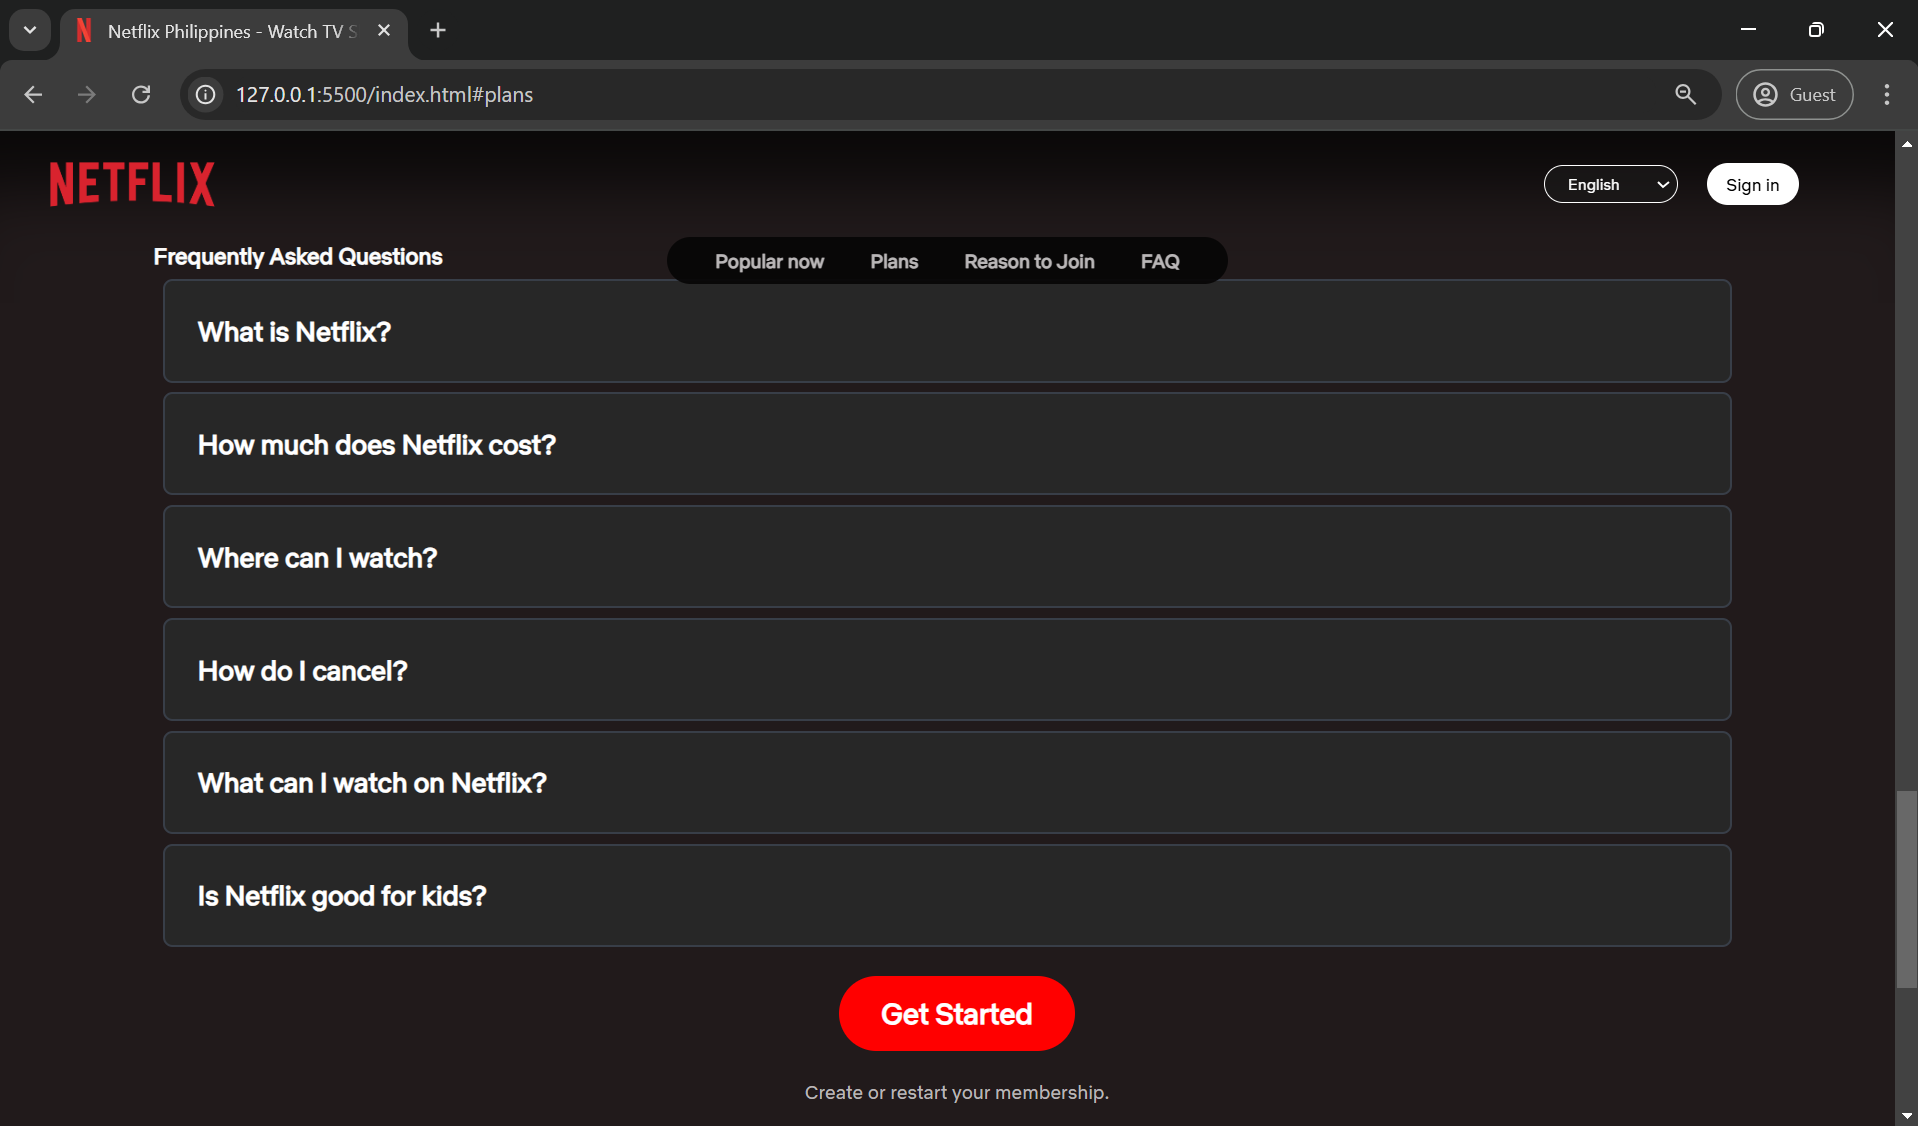 Netflix Philippines - Watch TV S
127.0.0.1:5500/index.html#plans
Guest
NETFLIX
English
Sign in
Frequently Asked Questions
Popular now
Plans
Reason to Join
FAQ
What is Netflix?
How much does Netflix cost?
Where can I watch?
How do I cancel?
What can I watch on Netflix?
Is Netflix good for kids?
Get Started
Create or restart your membership.